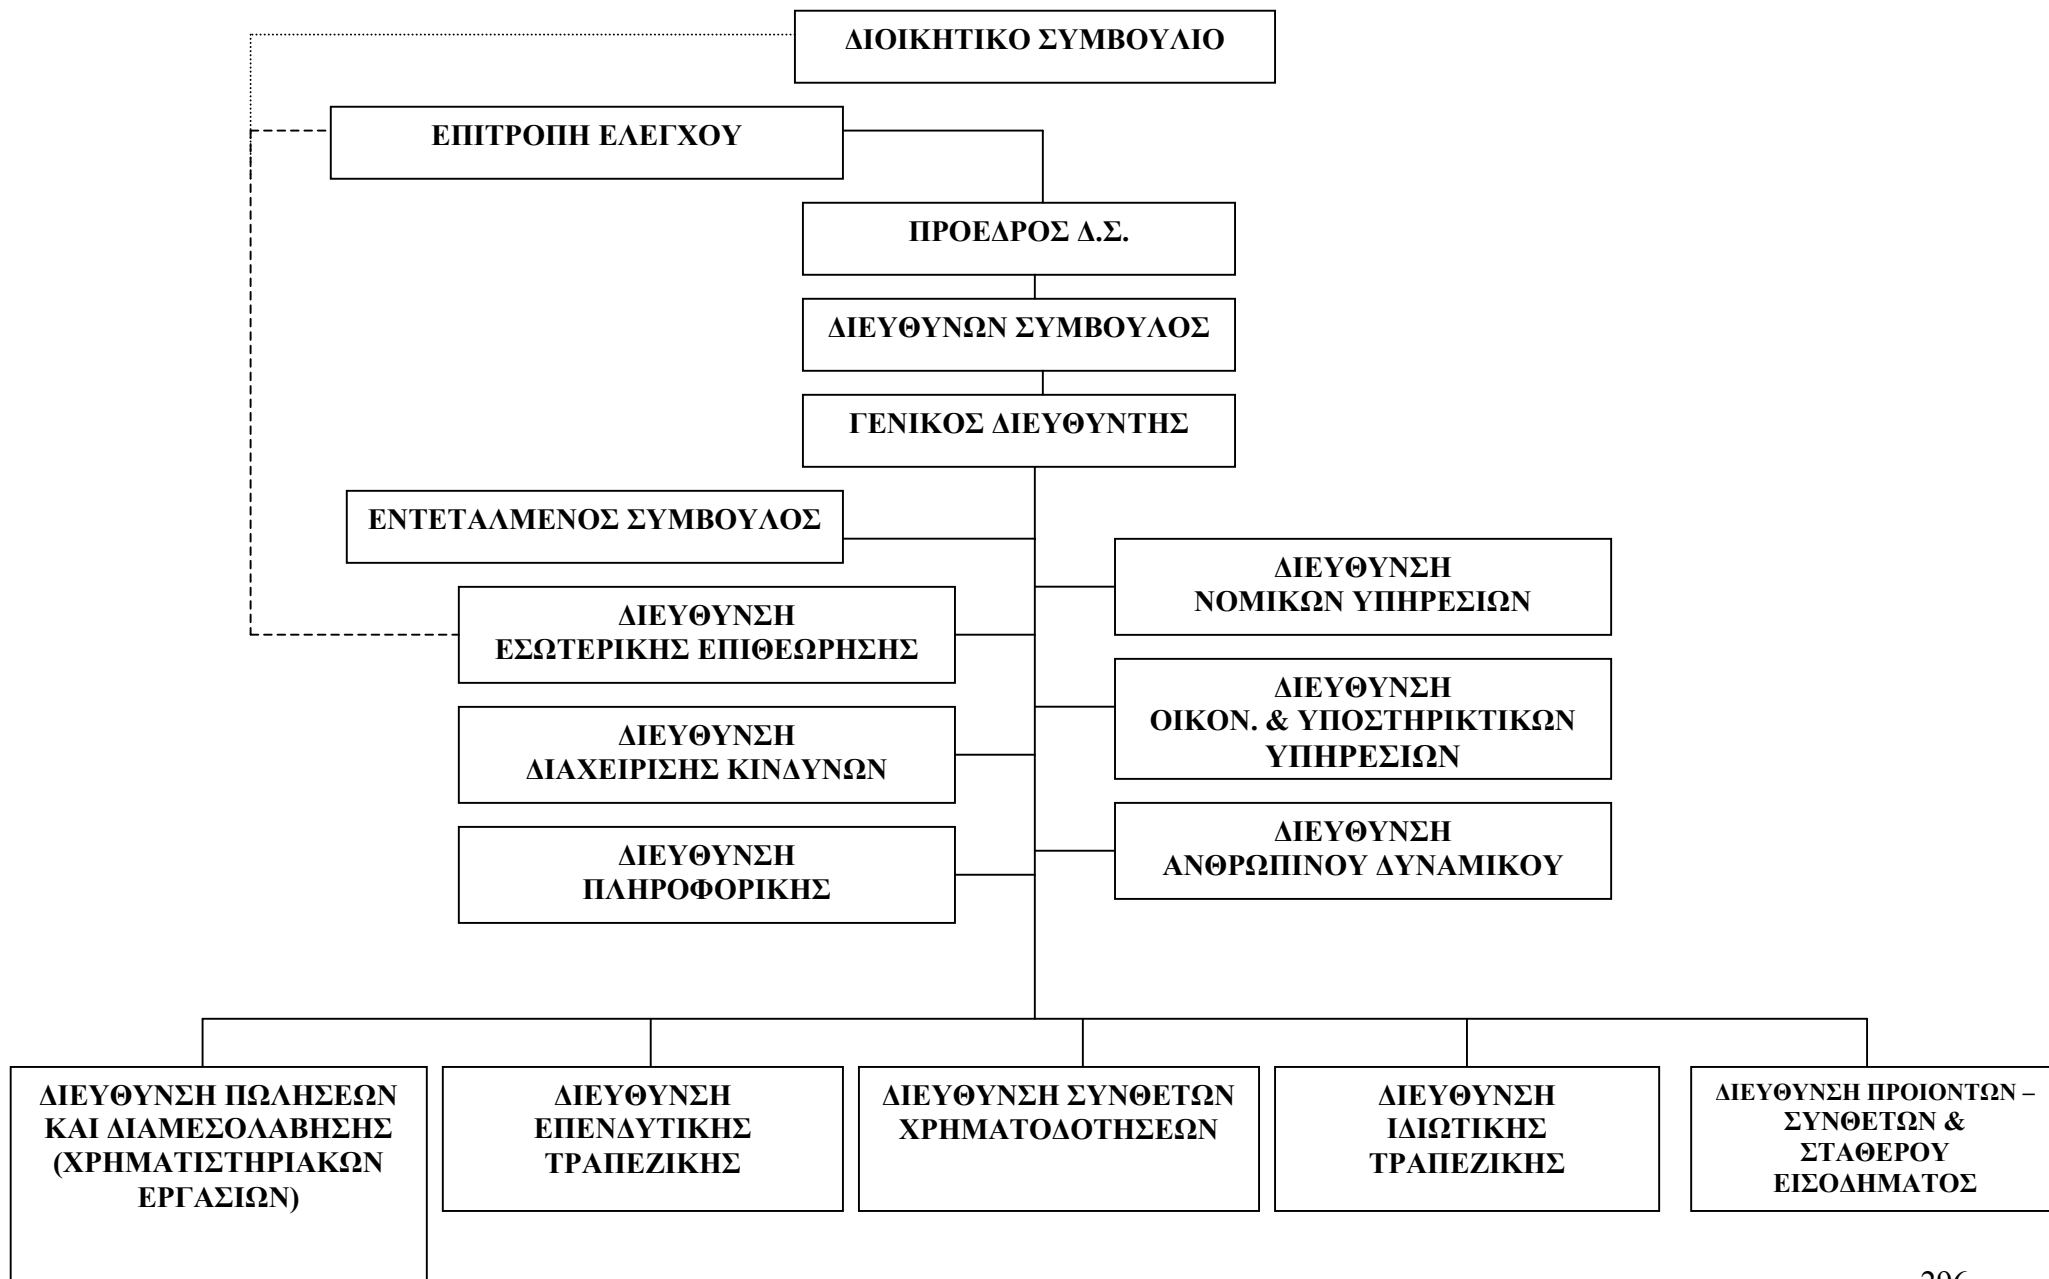 ΔΙΟΙΚΗΤΙΚΟ ΣΥΜΒΟΥΛΙΟ
ΕΠΙΤΡΟΠΗ ΕΛΕΓΧΟΥ
ΠΡΟΕΔΡΟΣ Δ.Σ.
ΔΙΕΥΘΥΝΩΝ ΣΥΜΒΟΥΛΟΣ
ΓΕΝΙΚΟΣ ΔΙΕΥΘΥΝΤΗΣ
ΕΝΤΕΤΑΛΜΕΝΟΣ ΣΥΜΒΟΥΛΟΣ
ΔΙΕΥΘΥΝΣΗ
ΝΟΜΙΚΩΝ ΥΠΗΡΕΣΙΩΝ
ΔΙΕΥΘΥΝΣΗ
ΕΣΩΤΕΡΙΚΗΣ ΕΠΙΘΕΩΡΗΣΗΣ
ΔΙΕΥΘΥΝΣΗ
ΟΙΚΟΝ. & ΥΠΟΣΤΗΡΙΚΤΙΚΩΝ
ΥΠΗΡΕΣΙΩΝ
ΔΙΕΥΘΥΝΣΗ
ΔΙΑΧΕΙΡΙΣΗΣ ΚΙΝΔΥΝΩΝ
ΔΙΕΥΘΥΝΣΗ
ΑΝΘΡΩΠΙΝΟΥ ΔΥΝΑΜΙΚΟΥ
ΔΙΕΥΘΥΝΣΗ
ΠΛΗΡΟΦΟΡΙΚΗΣ
ΔΙΕΥΘΥΝΣΗ ΠΩΛΗΣΕΩΝ
ΚΑΙ ΔΙΑΜΕΣΟΛΑΒΗΣΗΣ
(ΧΡΗΜΑΤΙΣΤΗΡΙΑΚΩΝ
ΕΡΓΑΣΙΩΝ)
ΔΙΕΥΘΥΝΣΗ
ΕΠΕΝΔΥΤΙΚΗΣ
ΤΡΑΠΕΖΙΚΗΣ
ΔΙΕΥΘΥΝΣΗ ΣΥΝΘΕΤΩΝ
ΧΡΗΜΑΤΟΔΟΤΗΣΕΩΝ
ΔΙΕΥΘΥΝΣΗ
ΙΔΙΩΤΙΚΗΣ
ΤΡΑΠΕΖΙΚΗΣ
ΔΙΕΥΘΥΝΣΗ ΠΡΟΙΟΝΤΩΝ –
ΣΥΝΘΕΤΩΝ &
ΣΤΑΘΕΡΟΥ
ΕΙΣΟΔΗΜΑΤΟΣ